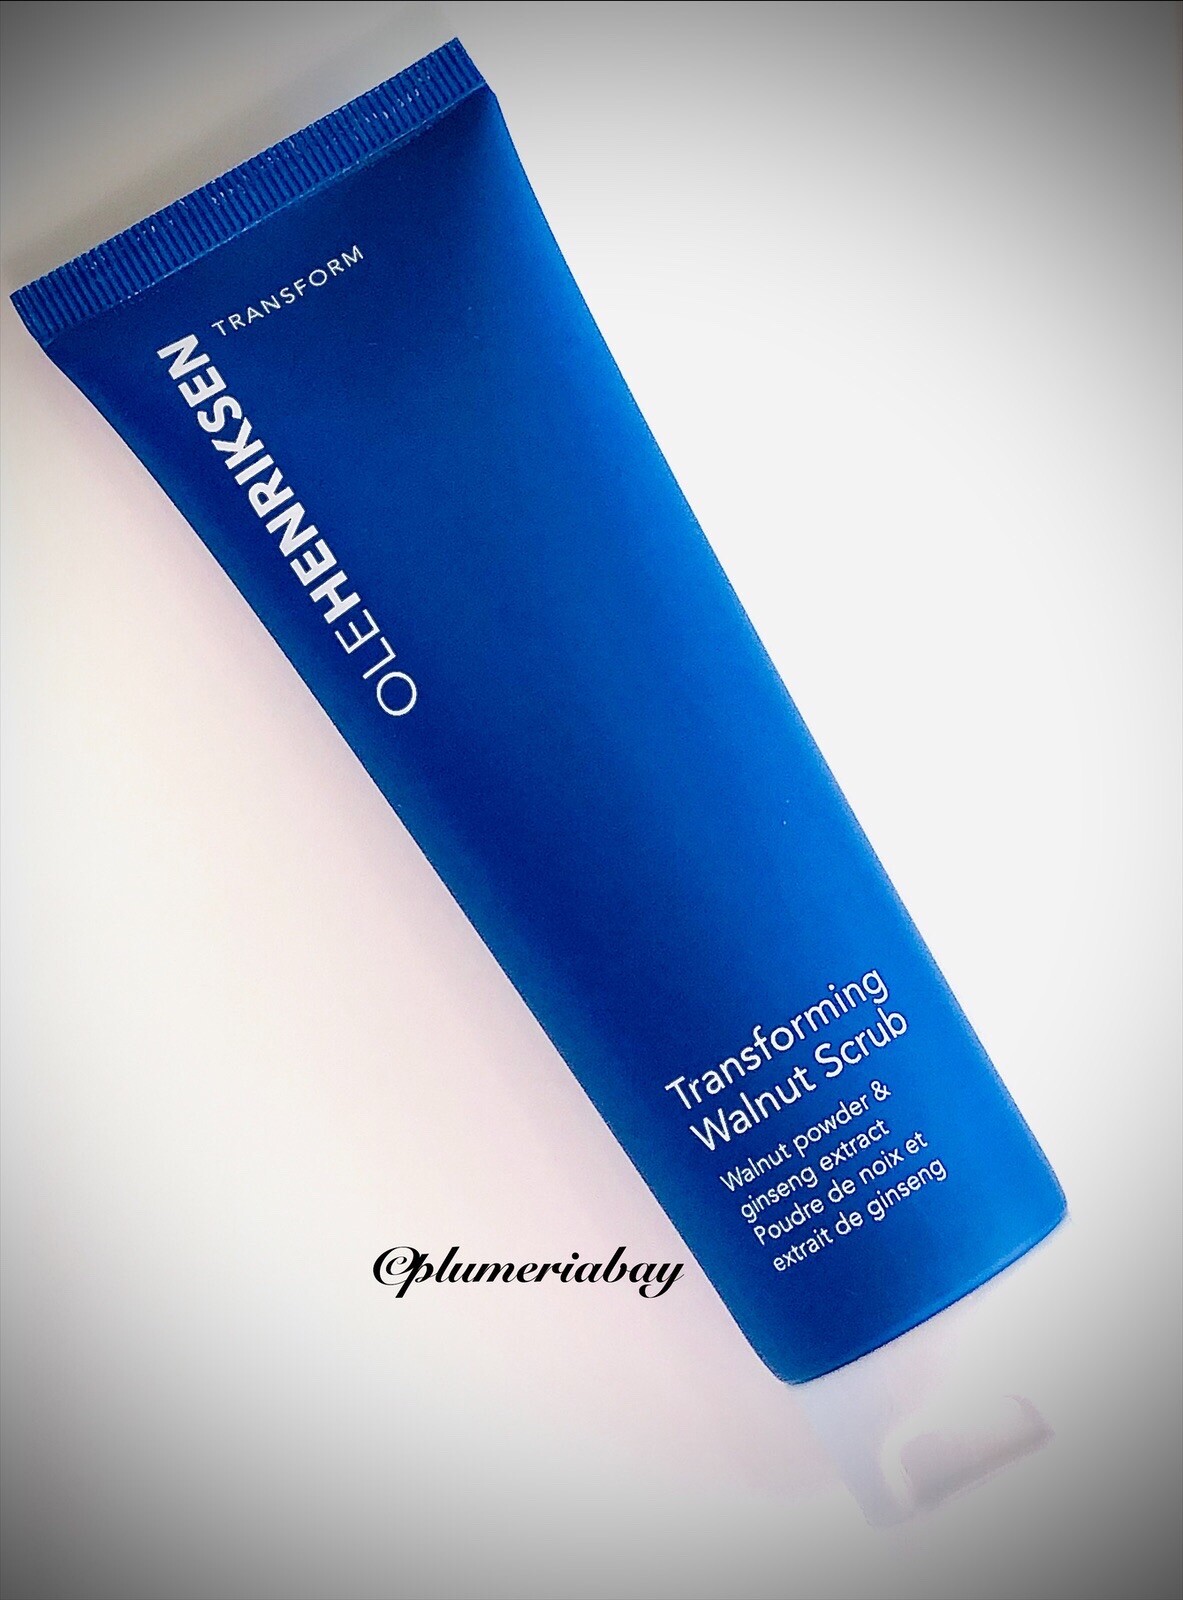 TRANSFORM
OLEHENRIKSEN
Transforming
Walnut Scrub
Walnut powder &
ginseng extract
Poudre de noix et
extrait de ginseng
@plumeriabay